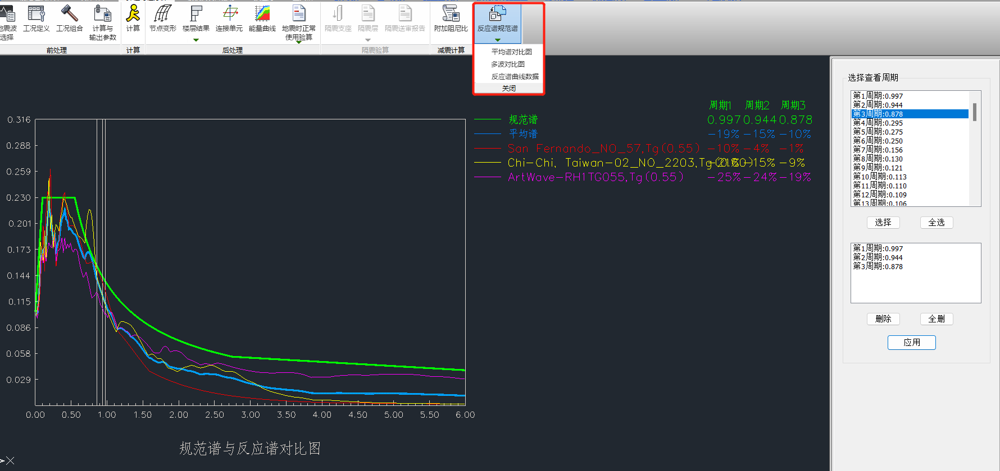 地震波
选择
工况定义
工况组合
计算与
输出参数
计算
节点变形
楼层结果
连接单元
能量曲线
地震时正常
使用验算
隔震支座
隔震层
隔震送审报告
附加阻尼比
反应谱规范谱
前处理
计算
后处理
隔震验算
减震计算
平均谱对比图
多波对比图
反应谱曲线数据
关闭
周期1 周期2 周期3
规范谱 0.997 0.944 0.878
平均谱 -19% -15% -10%
San Fernando_NO_57,Tg(0.55) -10% -4% -1%
Chi-Chi, Taiwan-02_NO_2203,Tg(0.60) -21% -15% -9%
ArtWave-RH1TG055,Tg(0.55) -25% -24% -19%
0.316
0.288
0.259
0.230
0.201
0.173
0.144
0.115
0.086
0.058
0.029
0.00 0.50 1.00 1.50 2.00 2.50 3.00 3.50 4.00 4.50 5.00 5.50 6.00
规范谱与反应谱对比图
选择查看周期
第1周期:0.997
第2周期:0.944
第3周期:0.878
第4周期:0.295
第5周期:0.275
第6周期:0.250
第7周期:0.156
第8周期:0.130
第9周期:0.121
第10周期:0.113
第11周期:0.110
第12周期:0.109
第13周期:0.106
选择 全选
第1周期:0.997
第2周期:0.944
第3周期:0.878
删除 全删
应用